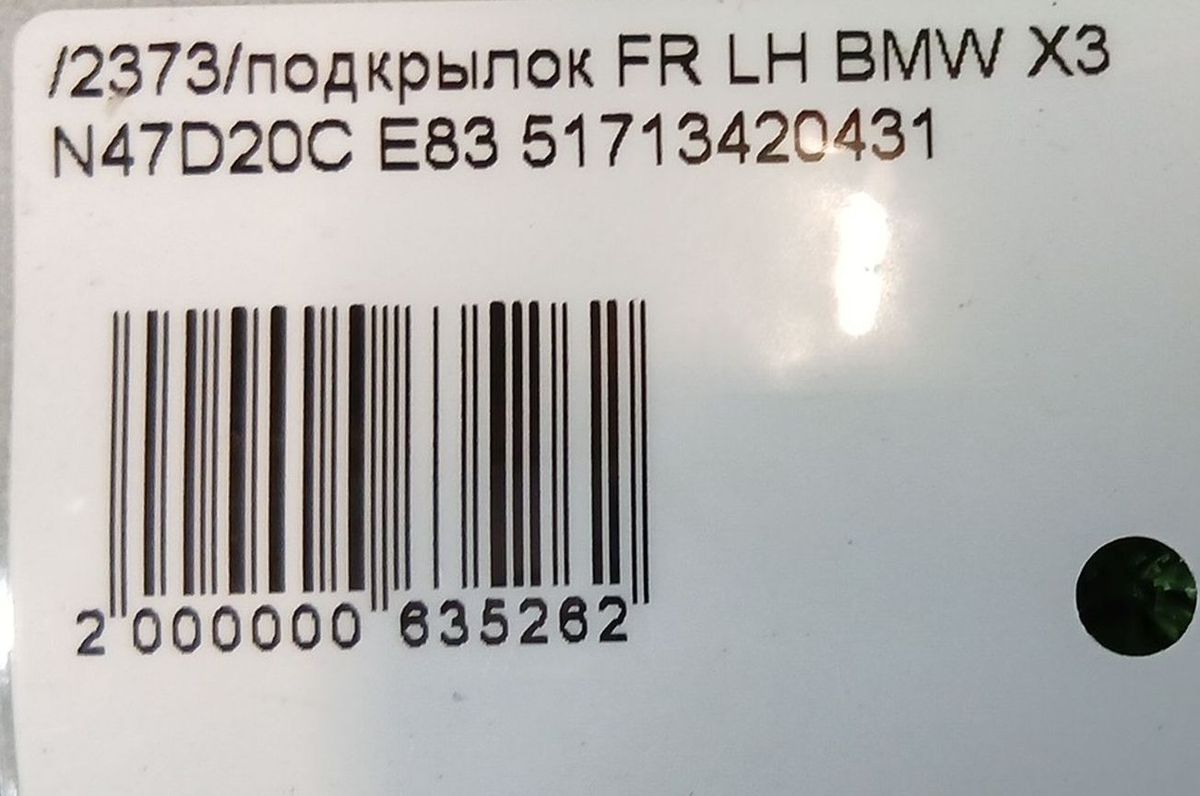 /2373/подкрылок FR LH BMW X3
N47D20C E83 51713420431
2 000000 635262